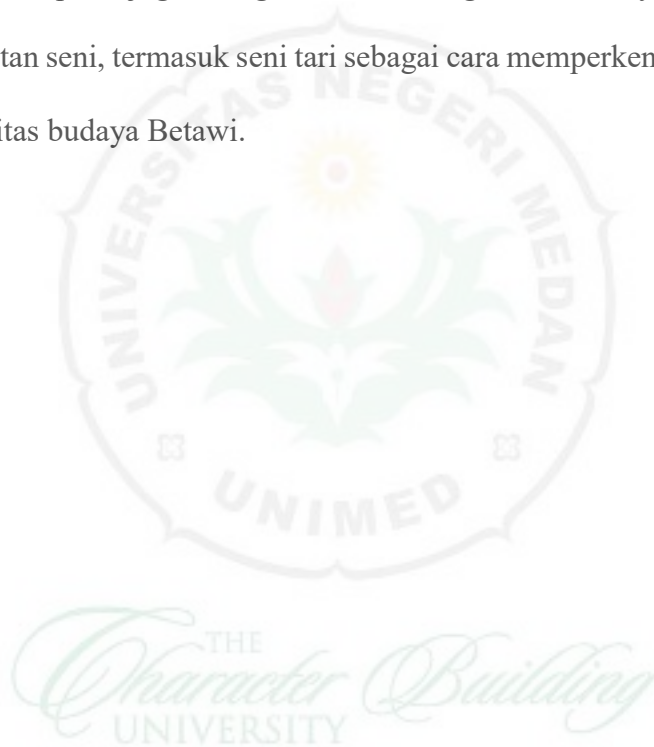 tan seni, termasuk seni tari sebagai cara memperken
itas budaya Betawi.
UNIVERSITAS NEGERI MEDAN
UNIMED
THE
Character Building
UNIVERSITY